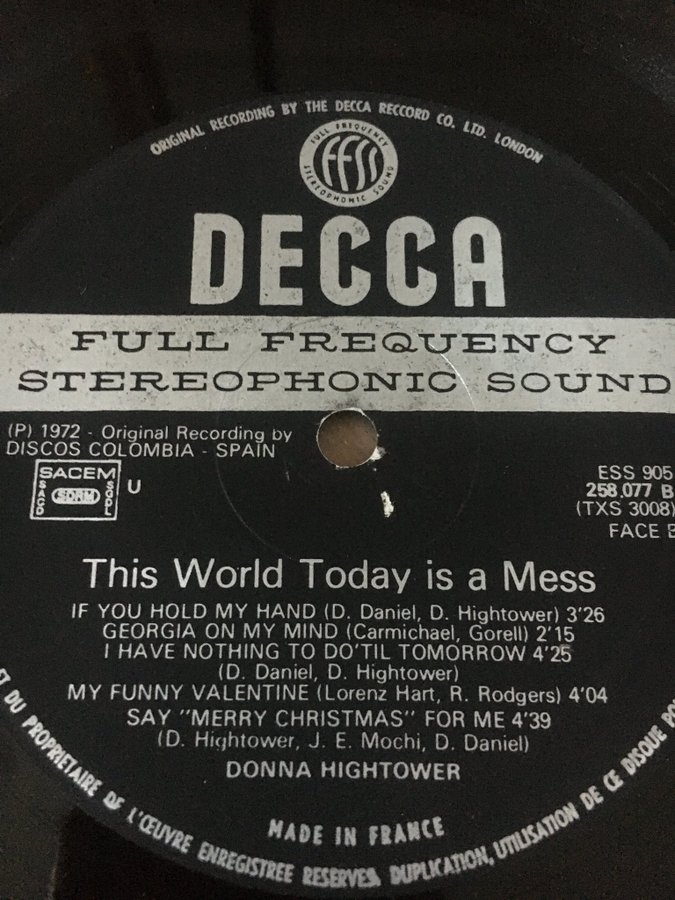 ORIGINAL RECORDING BY THE DECCA RECCORD CO. LTD. LONDON
FULL FREQUENCY
FFSS
STEREOPHONIC SOUND
DECCA
FULL FREQUENCY
STEREOPHONIC SOUND
(P) 1972 - Original Recording by
DISCOS COLOMBIA - SPAIN
SACEM
SACD
SDRM
SGDL
U
ESS 905
258.077 B
(TXS 3008)
FACE B
This World Today is a Mess
IF YOU HOLD MY HAND (D. Daniel, D. Hightower) 3'26
GEORGIA ON MY MIND (Carmichael, Gorell) 2'15
I HAVE NOTHING TO DO'TIL TOMORROW 4'25
(D. Daniel, D. Hightower)
MY FUNNY VALENTINE (Lorenz Hart, R. Rodgers) 4'04
SAY "MERRY CHRISTMAS" FOR ME 4'39
(D. Hightower, J. E. Mochi, D. Daniel)
DONNA HIGHTOWER
MADE IN FRANCE
ET DU PROPRIETAIRE DE L'ŒUVRE ENREGISTREE RESERVES. DUPLICATION, UTILISATION DE CE DISQUE